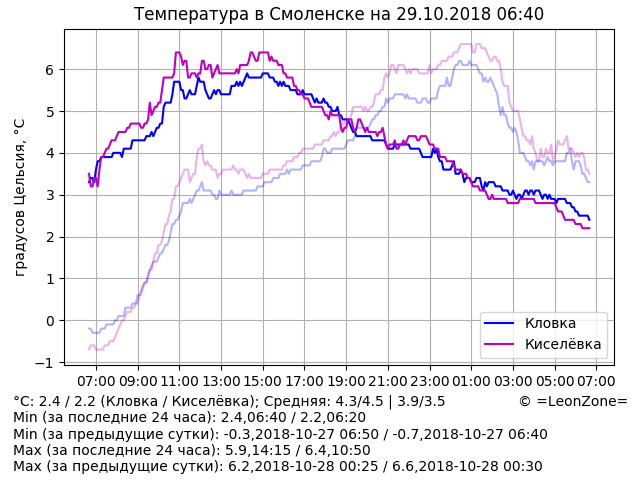 Температура в Смоленске на 29.10.2018 06:40
градусов Цельсия, °C
6
5
4
3
2
1
0
−1
07:00 09:00 11:00 13:00 15:00 17:00 19:00 21:00 23:00 01:00 03:00 05:00 07:00
Кловка
Киселёвка
°C: 2.4 / 2.2 (Кловка / Киселёвка); Средняя: 4.3/4.5 | 3.9/3.5 © =LeonZone=
Min (за последние 24 часа): 2.4,06:40 / 2.2,06:20
Min (за предыдущие сутки): -0.3,2018-10-27 06:50 / -0.7,2018-10-27 06:40
Max (за последние 24 часа): 5.9,14:15 / 6.4,10:50
Max (за предыдущие сутки): 6.2,2018-10-28 00:25 / 6.6,2018-10-28 00:30